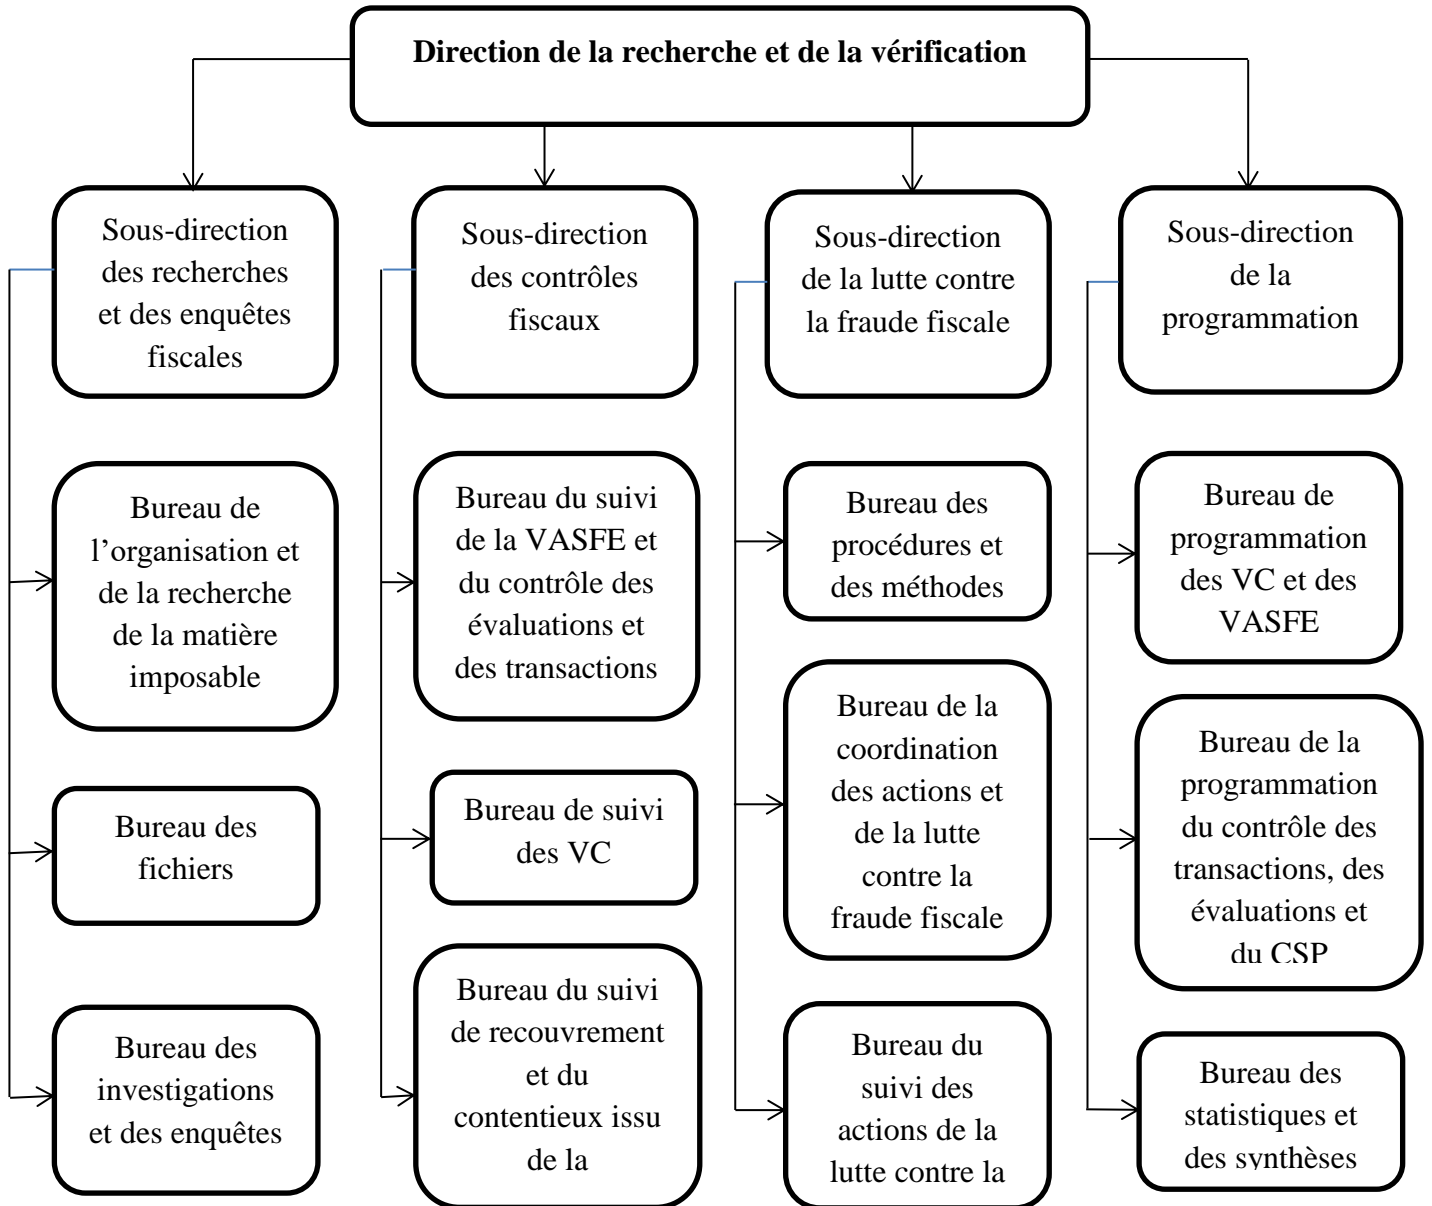 Direction de la recherche et de la vérification
Sous-direction
des recherches
et des enquêtes
fiscales
Sous-direction
des contrôles
fiscaux
Sous-direction
de la lutte contre
la fraude fiscale
Sous-direction
de la
programmation
Bureau de
l’organisation et
de la recherche
de la matière
imposable
Bureau du suivi
de la VASFE et
du contrôle des
évaluations et
des transactions
Bureau des
procédures et
des méthodes
Bureau de
programmation
des VC et des
VASFE
Bureau des
fichiers
Bureau de suivi
des VC
Bureau de la
coordination
des actions et
de la lutte
contre la
fraude fiscale
Bureau de la
programmation
du contrôle des
transactions, des
évaluations et
du CSP
Bureau des
investigations
et des enquêtes
Bureau du suivi
de recouvrement
et du
contentieux issu
de la
Bureau du
suivi des
actions de la
lutte contre la
Bureau des
statistiques et
des synthèses